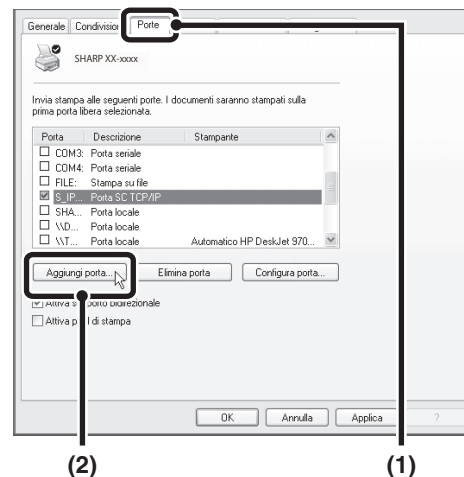 Generale Condivision Porte
SHARP XX-xxxx
Invia stampa alle seguenti porte. I documenti saranno stampati sulla
prima porta libera selezionata.
Porta Descrizione Stampante
COM3: Porta seriale
COM4: Porta seriale
FILE: Stampa su file
S_IP... Porta SC TCP/IP
SHA... Porta locale
\\D... Porta locale
\\T... Porta locale Automatico HP DeskJet 970...
Aggiungi porta... Elimina porta Configura porta...
Attiva s porto bidirezionale
Attiva p l di stampa
OK Annulla Applica ?
(2) (1)